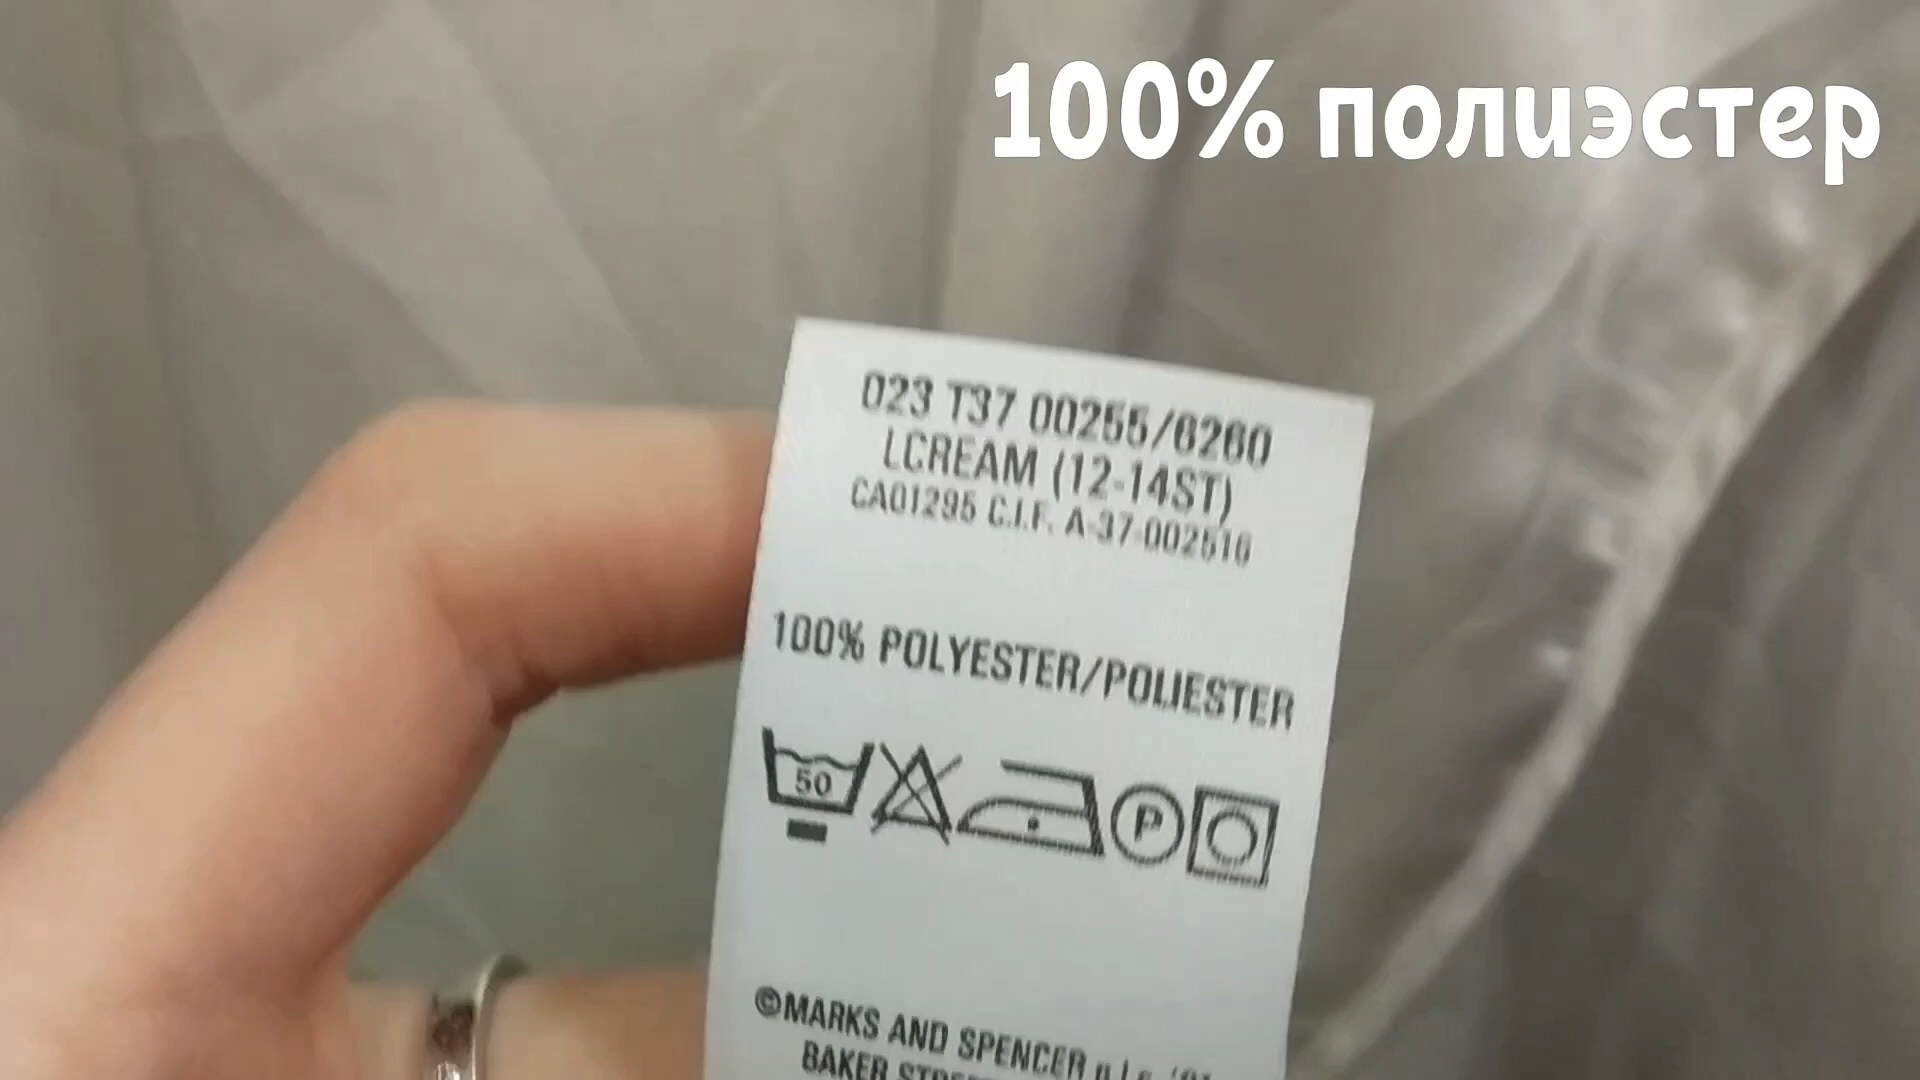 100% полиэстер
023 T37 00255/6260
LCREAM (12-14ST)
CA01295 C.I.F. A-37-002516
100% POLYESTER/POLIESTER
50
P
©MARKS AND SPENCER p.l.c.
BAKER